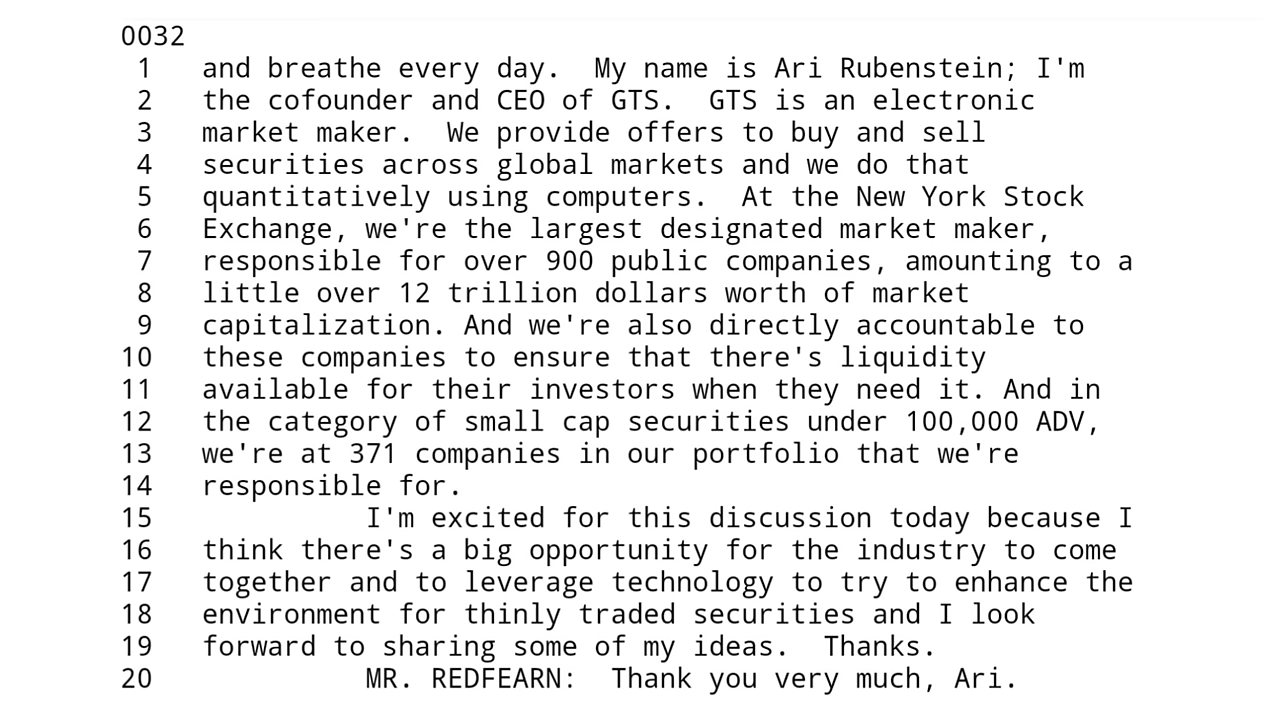 0032
1 and breathe every day. My name is Ari Rubenstein; I'm
2 the cofounder and CEO of GTS. GTS is an electronic
3 market maker. We provide offers to buy and sell
4 securities across global markets and we do that
5 quantitatively using computers. At the New York Stock
6 Exchange, we're the largest designated market maker,
7 responsible for over 900 public companies, amounting to a
8 little over 12 trillion dollars worth of market
9 capitalization. And we're also directly accountable to
10 these companies to ensure that there's liquidity
11 available for their investors when they need it. And in
12 the category of small cap securities under 100,000 ADV,
13 we're at 371 companies in our portfolio that we're
14 responsible for.
15 I'm excited for this discussion today because I
16 think there's a big opportunity for the industry to come
17 together and to leverage technology to try to enhance the
18 environment for thinly traded securities and I look
19 forward to sharing some of my ideas. Thanks.
20 MR. REDFEARN: Thank you very much, Ari.